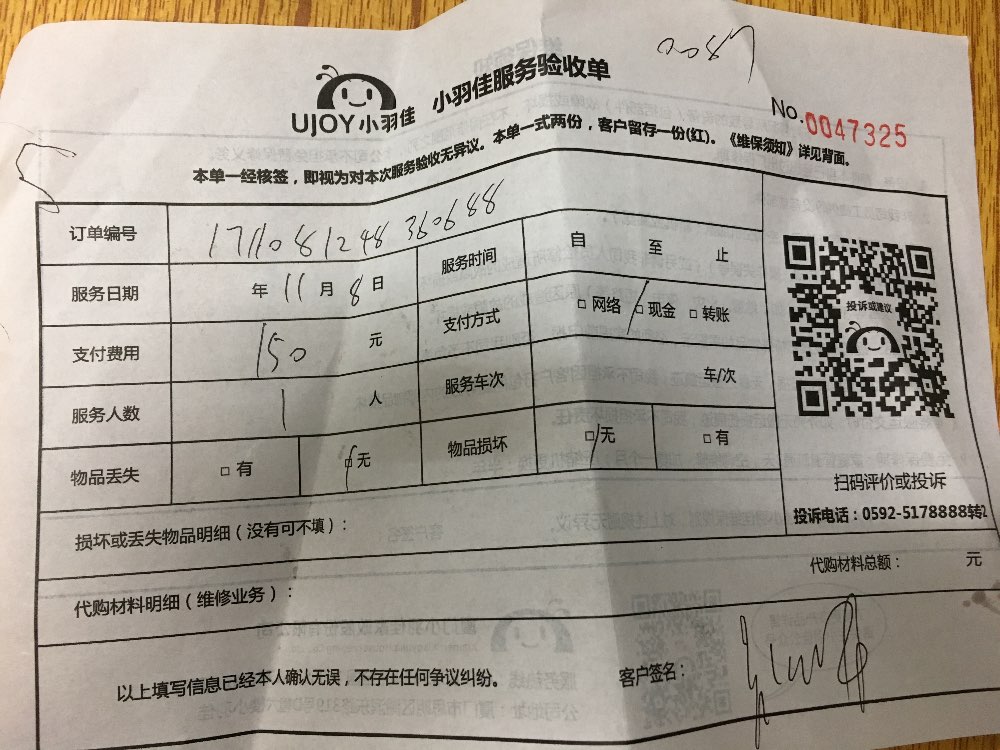 0087
UJOY小羽佳 小羽佳服务验收单
No.0047325
本单一经核签，即视为对本次服务验收无异议。本单一式两份，客户留存一份(红)。《维保须知》详见背面。
订单编号 1711081248360688
服务日期 年 11 月 8 日 服务时间 自 至 止
支付费用 150 元 支付方式 □网络 □现金 □转账
服务人数 1 人 服务车次 车/次
物品丢失 □有 □无 物品损坏 □无 □有
投诉或建议
扫码评价或投诉
投诉电话：0592-5178888转1
损坏或丢失物品明细（没有可不填）：
代购材料明细（维修业务）： 代购材料总额： 元
以上填写信息已经本人确认无误，不存在任何争议纠纷。 客户签名：